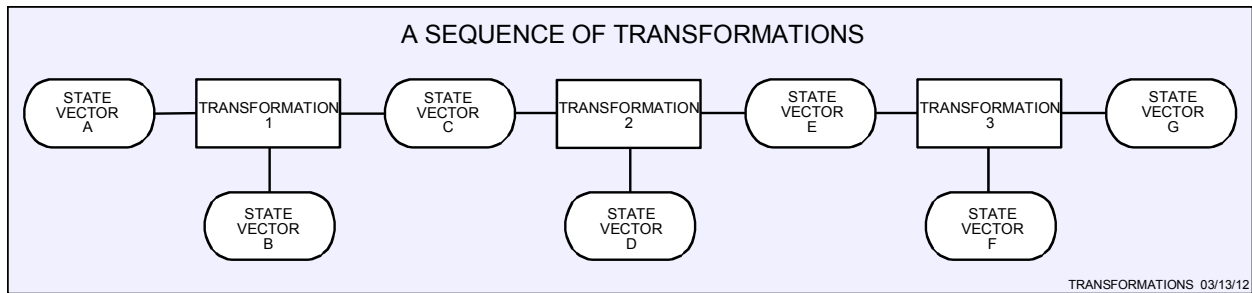 A SEQUENCE OF TRANSFORMATIONS
STATE
VECTOR
A
TRANSFORMATION
1
STATE
VECTOR
C
TRANSFORMATION
2
STATE
VECTOR
E
TRANSFORMATION
3
STATE
VECTOR
G
STATE
VECTOR
B
STATE
VECTOR
D
STATE
VECTOR
F
TRANSFORMATIONS 03/13/12